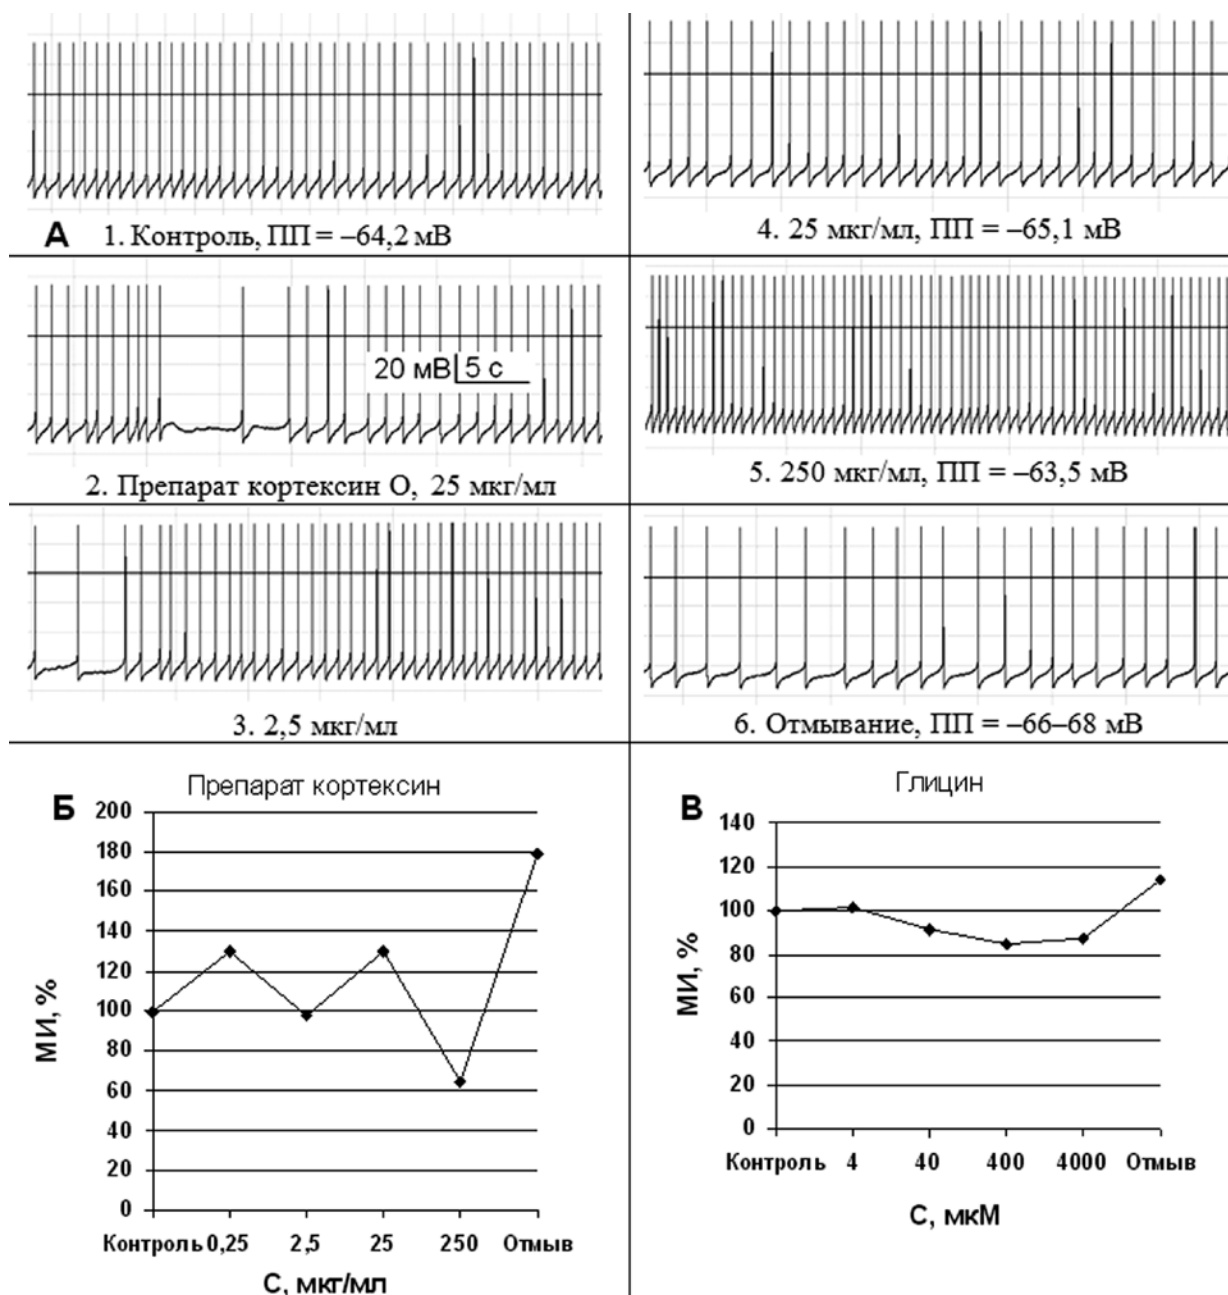 А
1. Контроль, ПП = –64,2 мВ
4. 25 мкг/мл, ПП = –65,1 мВ
20 мВ 5 с
2. Препарат кортексин О, 25 мкг/мл
5. 250 мкг/мл, ПП = –63,5 мВ
3. 2,5 мкг/мл
6. Отмывание, ПП = –66–68 мВ
Б
Препарат кортексин
200
180
160
140
120
100
80
60
40
20
0
МИ, %
Контроль 0,25 2,5 25 250 Отмыв
С, мкг/мл
В
Глицин
140
120
100
80
60
40
20
0
МИ, %
Контроль 4 40 400 4000 Отмыв
С, мкМ